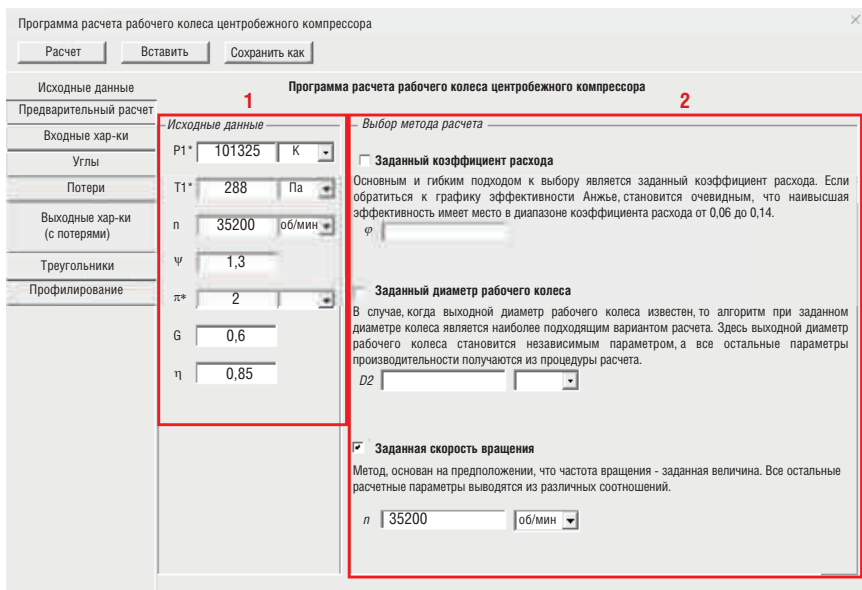 Программа расчета рабочего колеса центробежного компрессора
Расчет
Вставить
Сохранить как
Исходные данные
Предварительный расчет
Входные хар-ки
Углы
Потери
Выходные хар-ки
(с потерями)
Треугольники
Профилирование
Программа расчета рабочего колеса центробежного компрессора
1
2
Исходные данные
P1* 101325 К
T1* 288 Па
n 35200 об/мин
ψ 1,3
π* 2
G 0,6
η 0,85
Выбор метода расчета
Заданный коэффициент расхода
Основным и гибким подходом к выбору является заданный коэффициент расхода. Если
обратиться к графику эффективности Анжье, становится очевидным, что наивысшая
эффективность имеет место в диапазоне коэффициента расхода от 0,06 до 0,14.
φ
Заданный диаметр рабочего колеса
В случае, когда выходной диаметр рабочего колеса известен, то алгоритм при заданном
диаметре колеса является наиболее подходящим вариантом расчета. Здесь выходной диаметр
рабочего колеса становится независимым параметром, а все остальные параметры
производительности получаются из процедуры расчета.
D2
Заданная скорость вращения
Метод, основан на предположении, что частота вращения - заданная величина. Все остальные
расчетные параметры выводятся из различных соотношений.
n 35200 об/мин